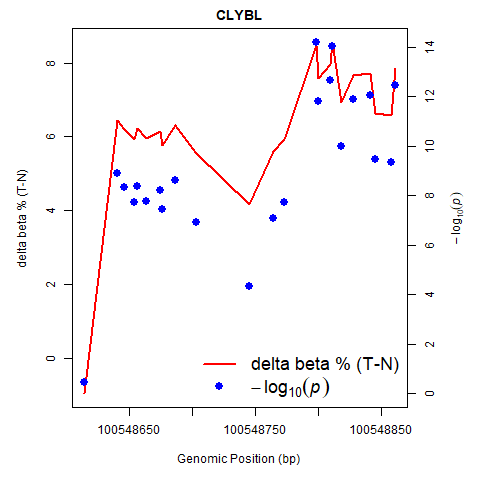 CLYBL
8
6
4
2
0
delta beta % (T-N)
14
12
10
8
6
4
2
0
−log10(p)
delta beta % (T-N)
−log10(p)
100548650
100548750
100548850
Genomic Position (bp)